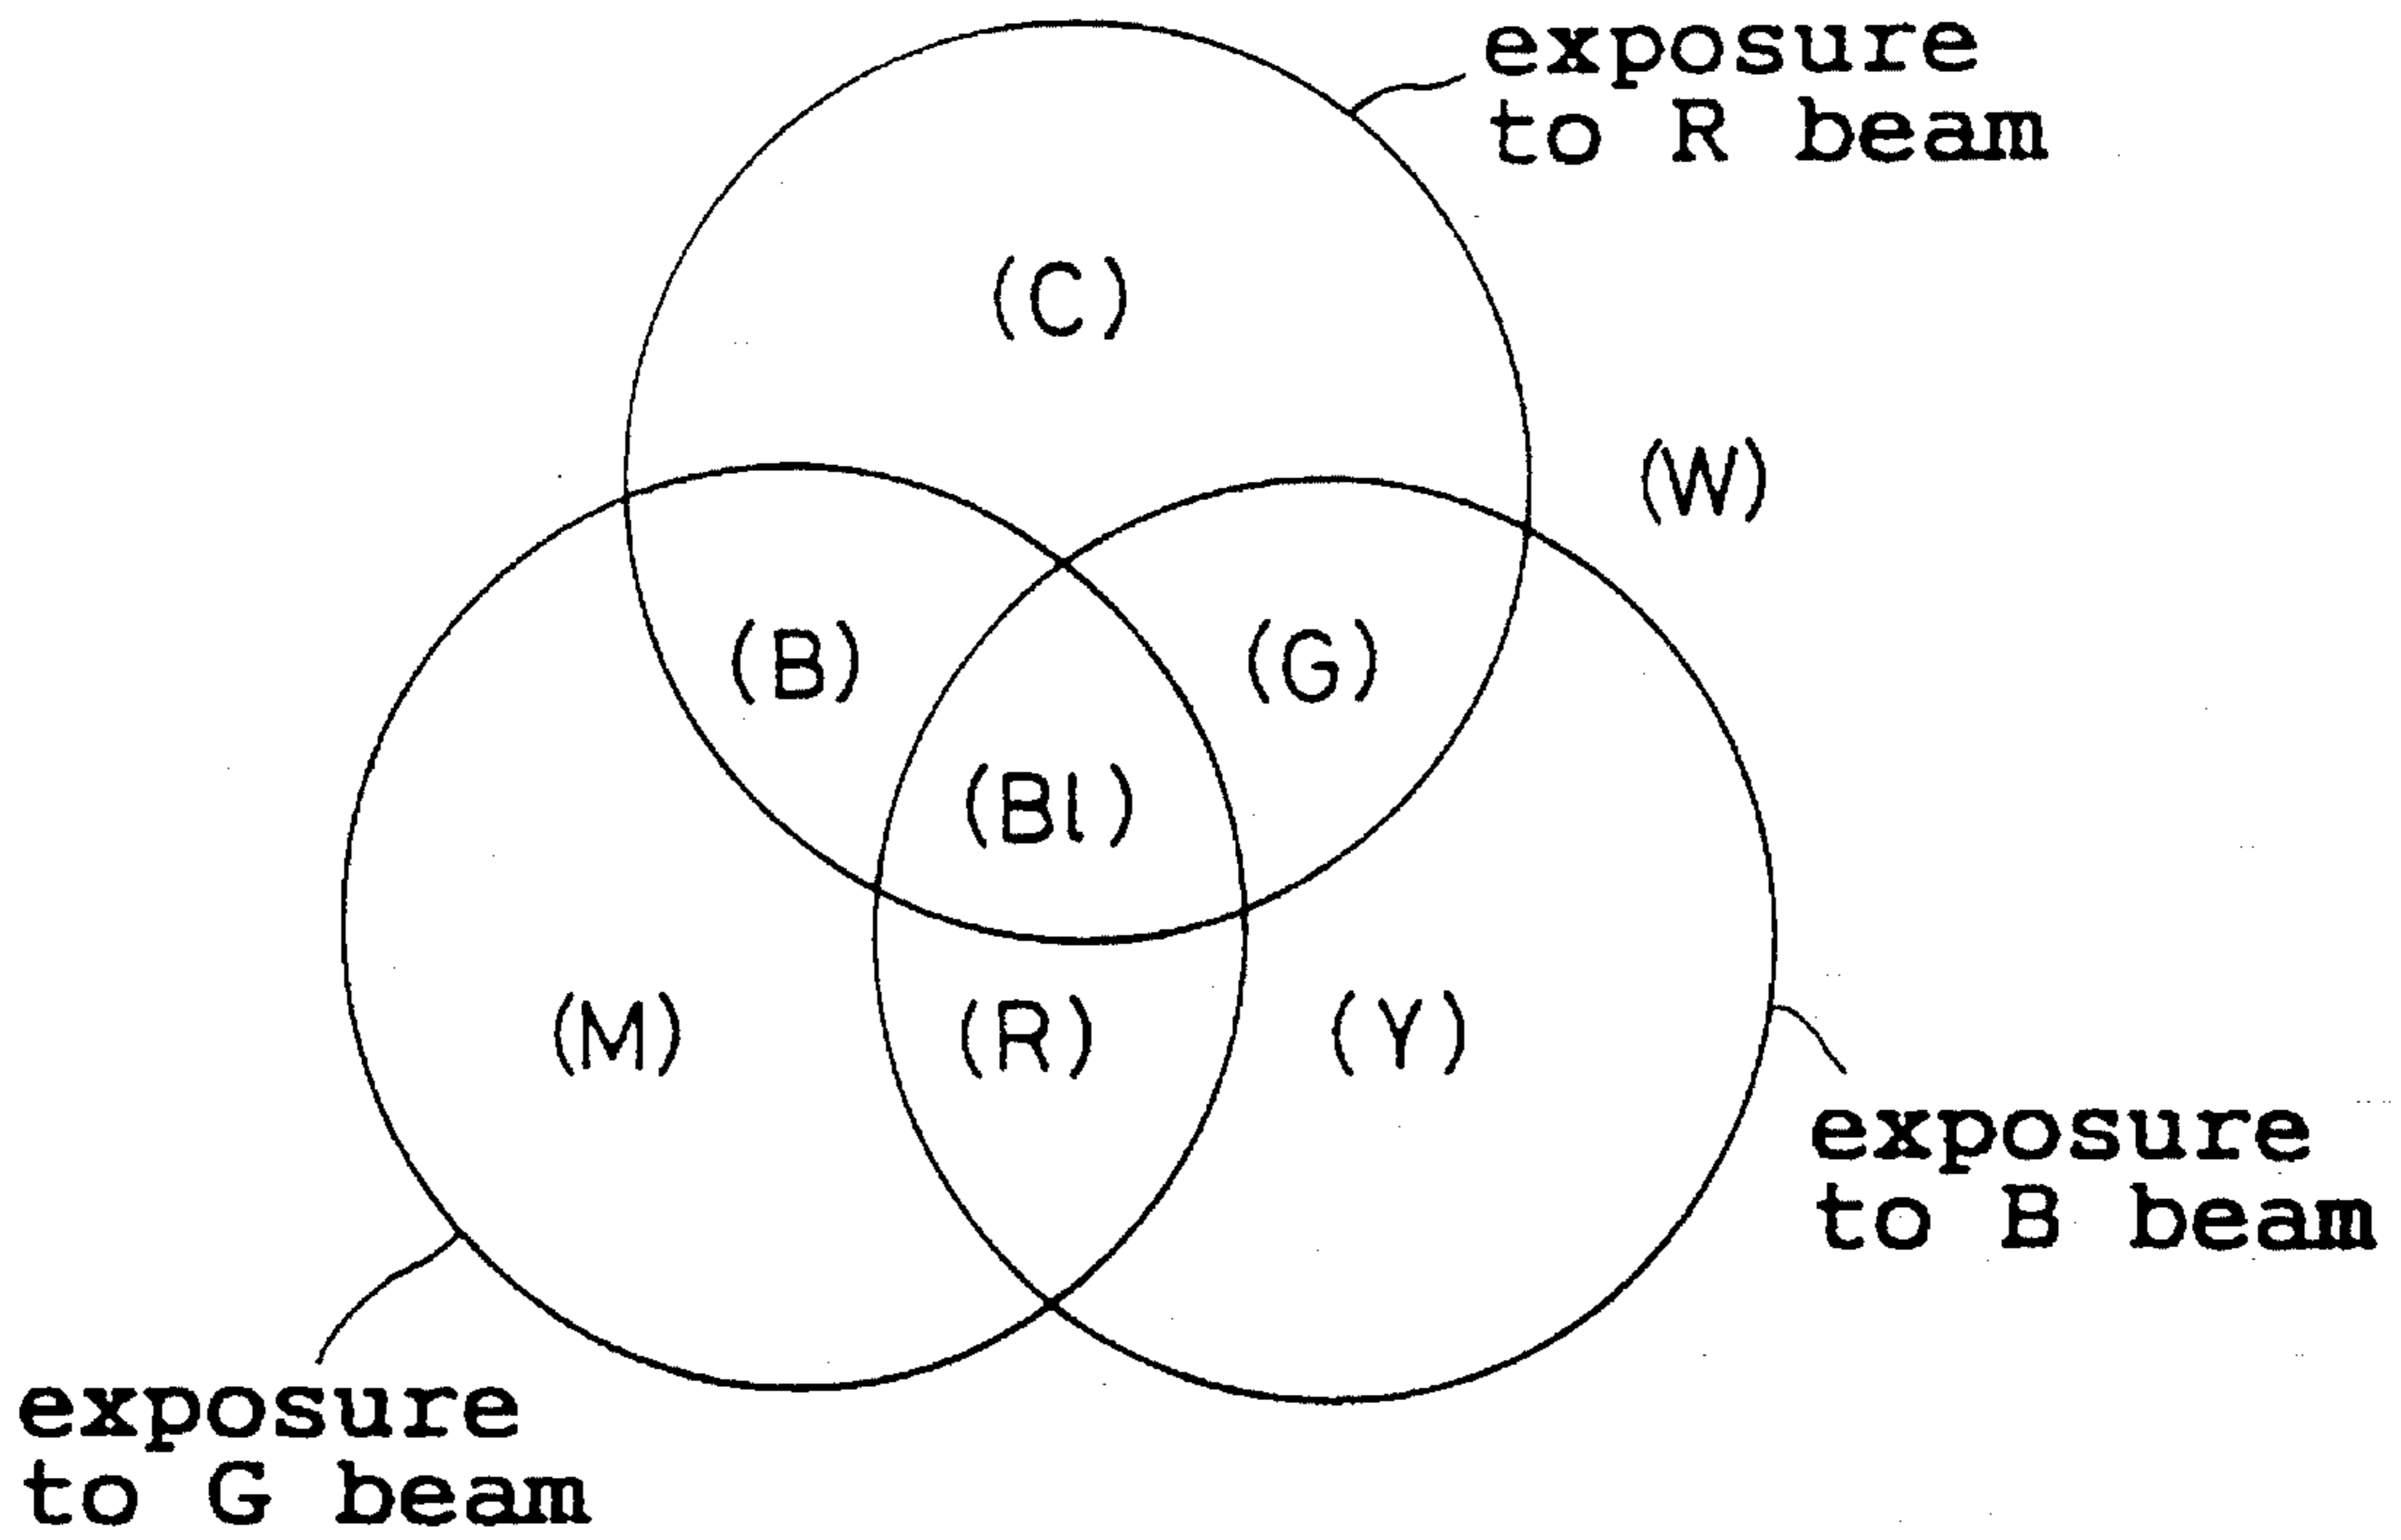 exposure
to R beam
(C)
(W)
(B)
(G)
(Bl)
(M)
(R)
(Y)
exposure
to B beam
exposure
to G beam